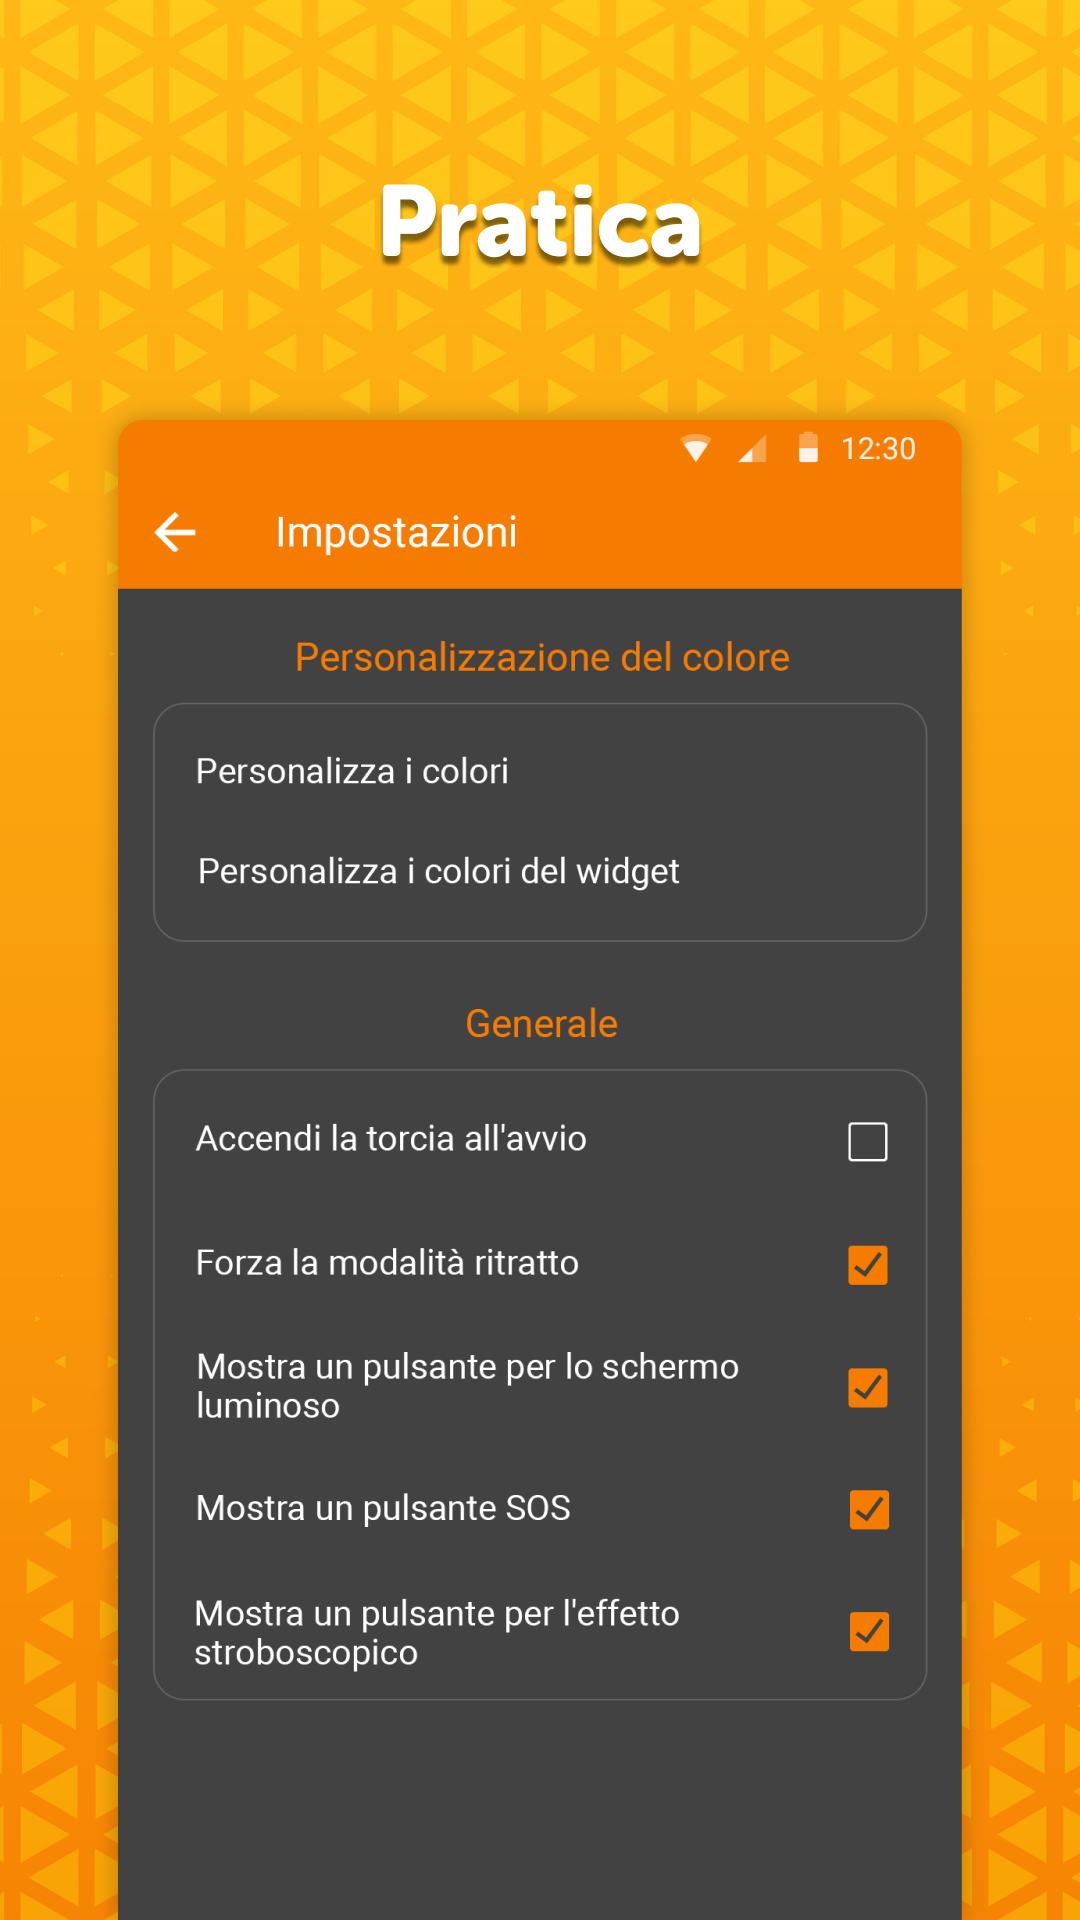 Pratica
12:30
Impostazioni
Personalizzazione del colore
Personalizza i colori
Personalizza i colori del widget
Generale
Accendi la torcia all'avvio
Forza la modalità ritratto
Mostra un pulsante per lo schermo
luminoso
Mostra un pulsante SOS
Mostra un pulsante per l'effetto
stroboscopico